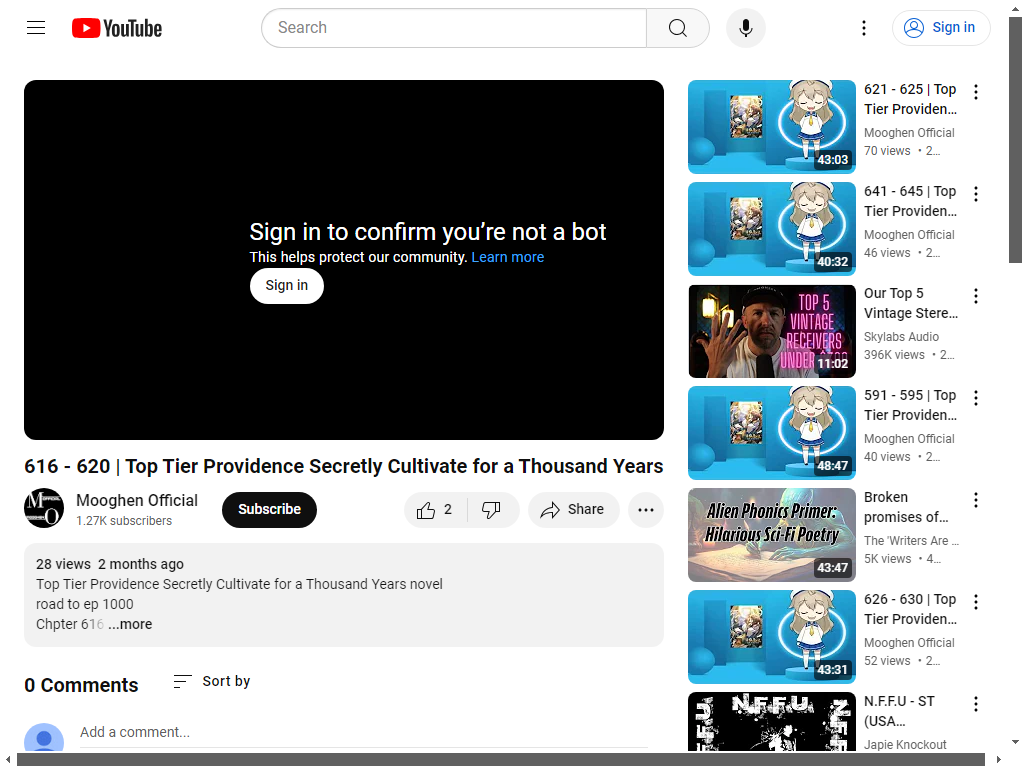 YouTube
Search
Sign in
Sign in to confirm you’re not a bot
This helps protect our community. Learn more
Sign in
616 - 620 | Top Tier Providence Secretly Cultivate for a Thousand Years
Mooghen Official
1.27K subscribers
Subscribe
2
Share
28 views 2 months ago
Top Tier Providence Secretly Cultivate for a Thousand Years novel
road to ep 1000
Chpter 616 ...more
0 Comments
Sort by
Add a comment...
43:03
621 - 625 | Top
Tier Providen...
Mooghen Official
70 views • 2...
40:32
641 - 645 | Top
Tier Providen...
Mooghen Official
46 views • 2...
TOP 5
VINTAGE
RECEIVERS
UNDER
11:02
Our Top 5
Vintage Stere...
Skylabs Audio
396K views • 2...
48:47
591 - 595 | Top
Tier Providen...
Mooghen Official
40 views • 2...
Alien Phonics Primer:
Hilarious Sci-Fi Poetry
43:47
Broken
promises of...
The 'Writers Are ...
5K views • 4...
43:31
626 - 630 | Top
Tier Providen...
Mooghen Official
52 views • 2...
N.F.F.U
N.F.F.U - ST
(USA...
Japie Knockout